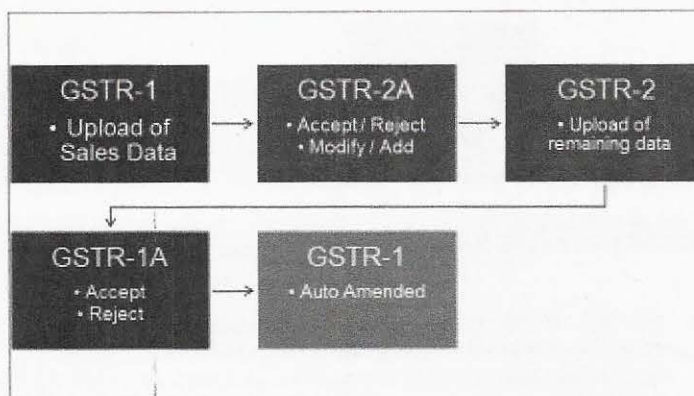 GSTR-1
• Upload of
Sales Data
GSTR-2A
• Accept / Reject
• Modify / Add
GSTR-2
• Upload of
remaining data
GSTR-1A
• Accept
• Reject
GSTR-1
• Auto Amended